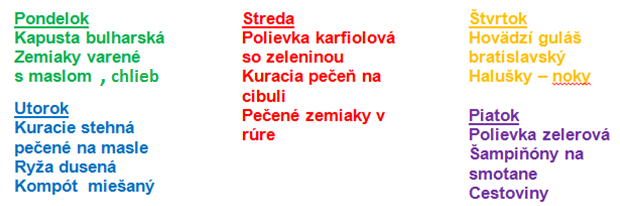 Pondelok
Kapusta bulharská
Zemiaky varené
s maslom , chlieb
Utorok
Kuracie stehná
pečené na masle
Ryža dusená
Kompót miešaný
Streda
Polievka karfiolová
so zeleninou
Kuracia pečeň na
cibuli
Pečené zemiaky v
rúre
Štvrtok
Hovädzí guláš
bratislavský
Halušky – noky
Piatok
Polievka zelerová
Šampiňóny na
smotane
Cestoviny